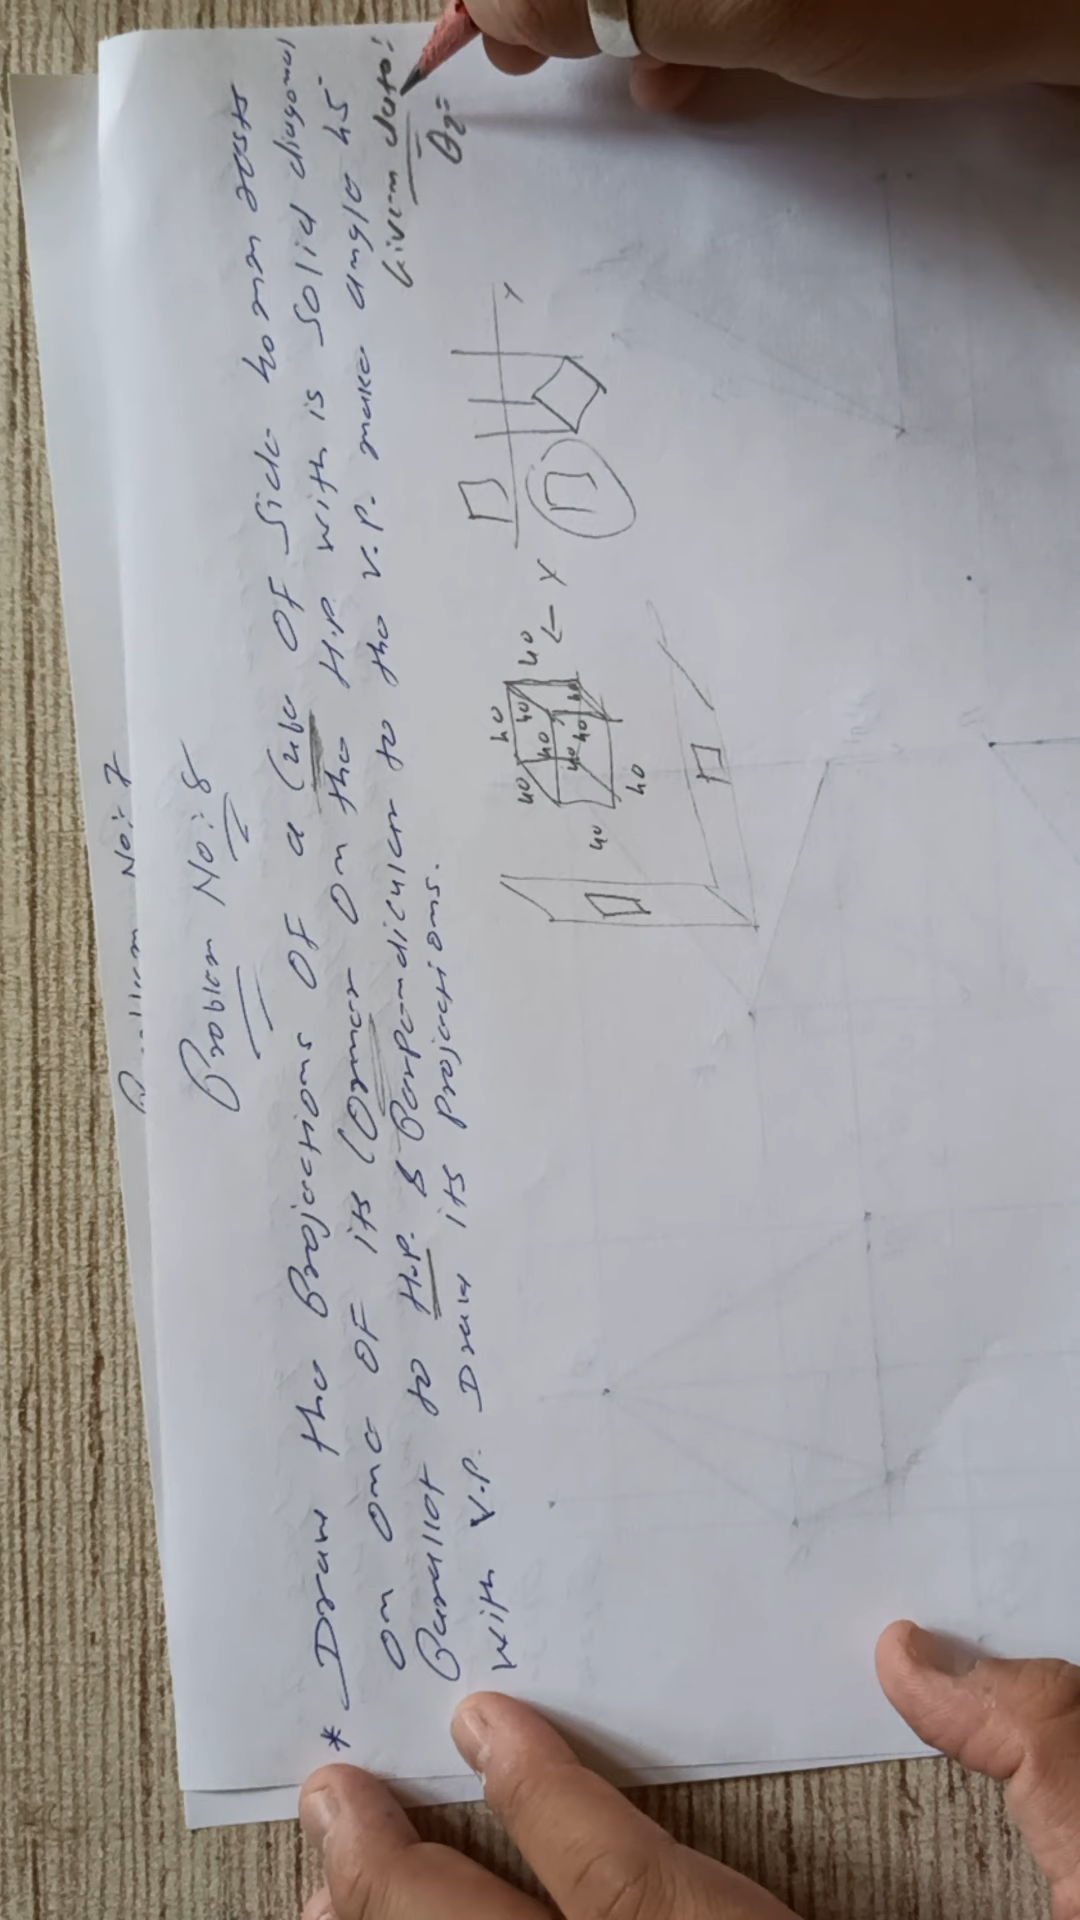 No: 7
Problem No: 8
* Draw the Projections OF a Cube OF Side 40 mm rests
on one OF its Corner on the H.P. with is solid diagonal
Parallel to H.P. & Perpendicular to the V.P. make angle 45°
with V.P. Draw its Projections.
Given data:
θ2=
40
40
40
40
40
40
40
40
40
40
40
← X
Y